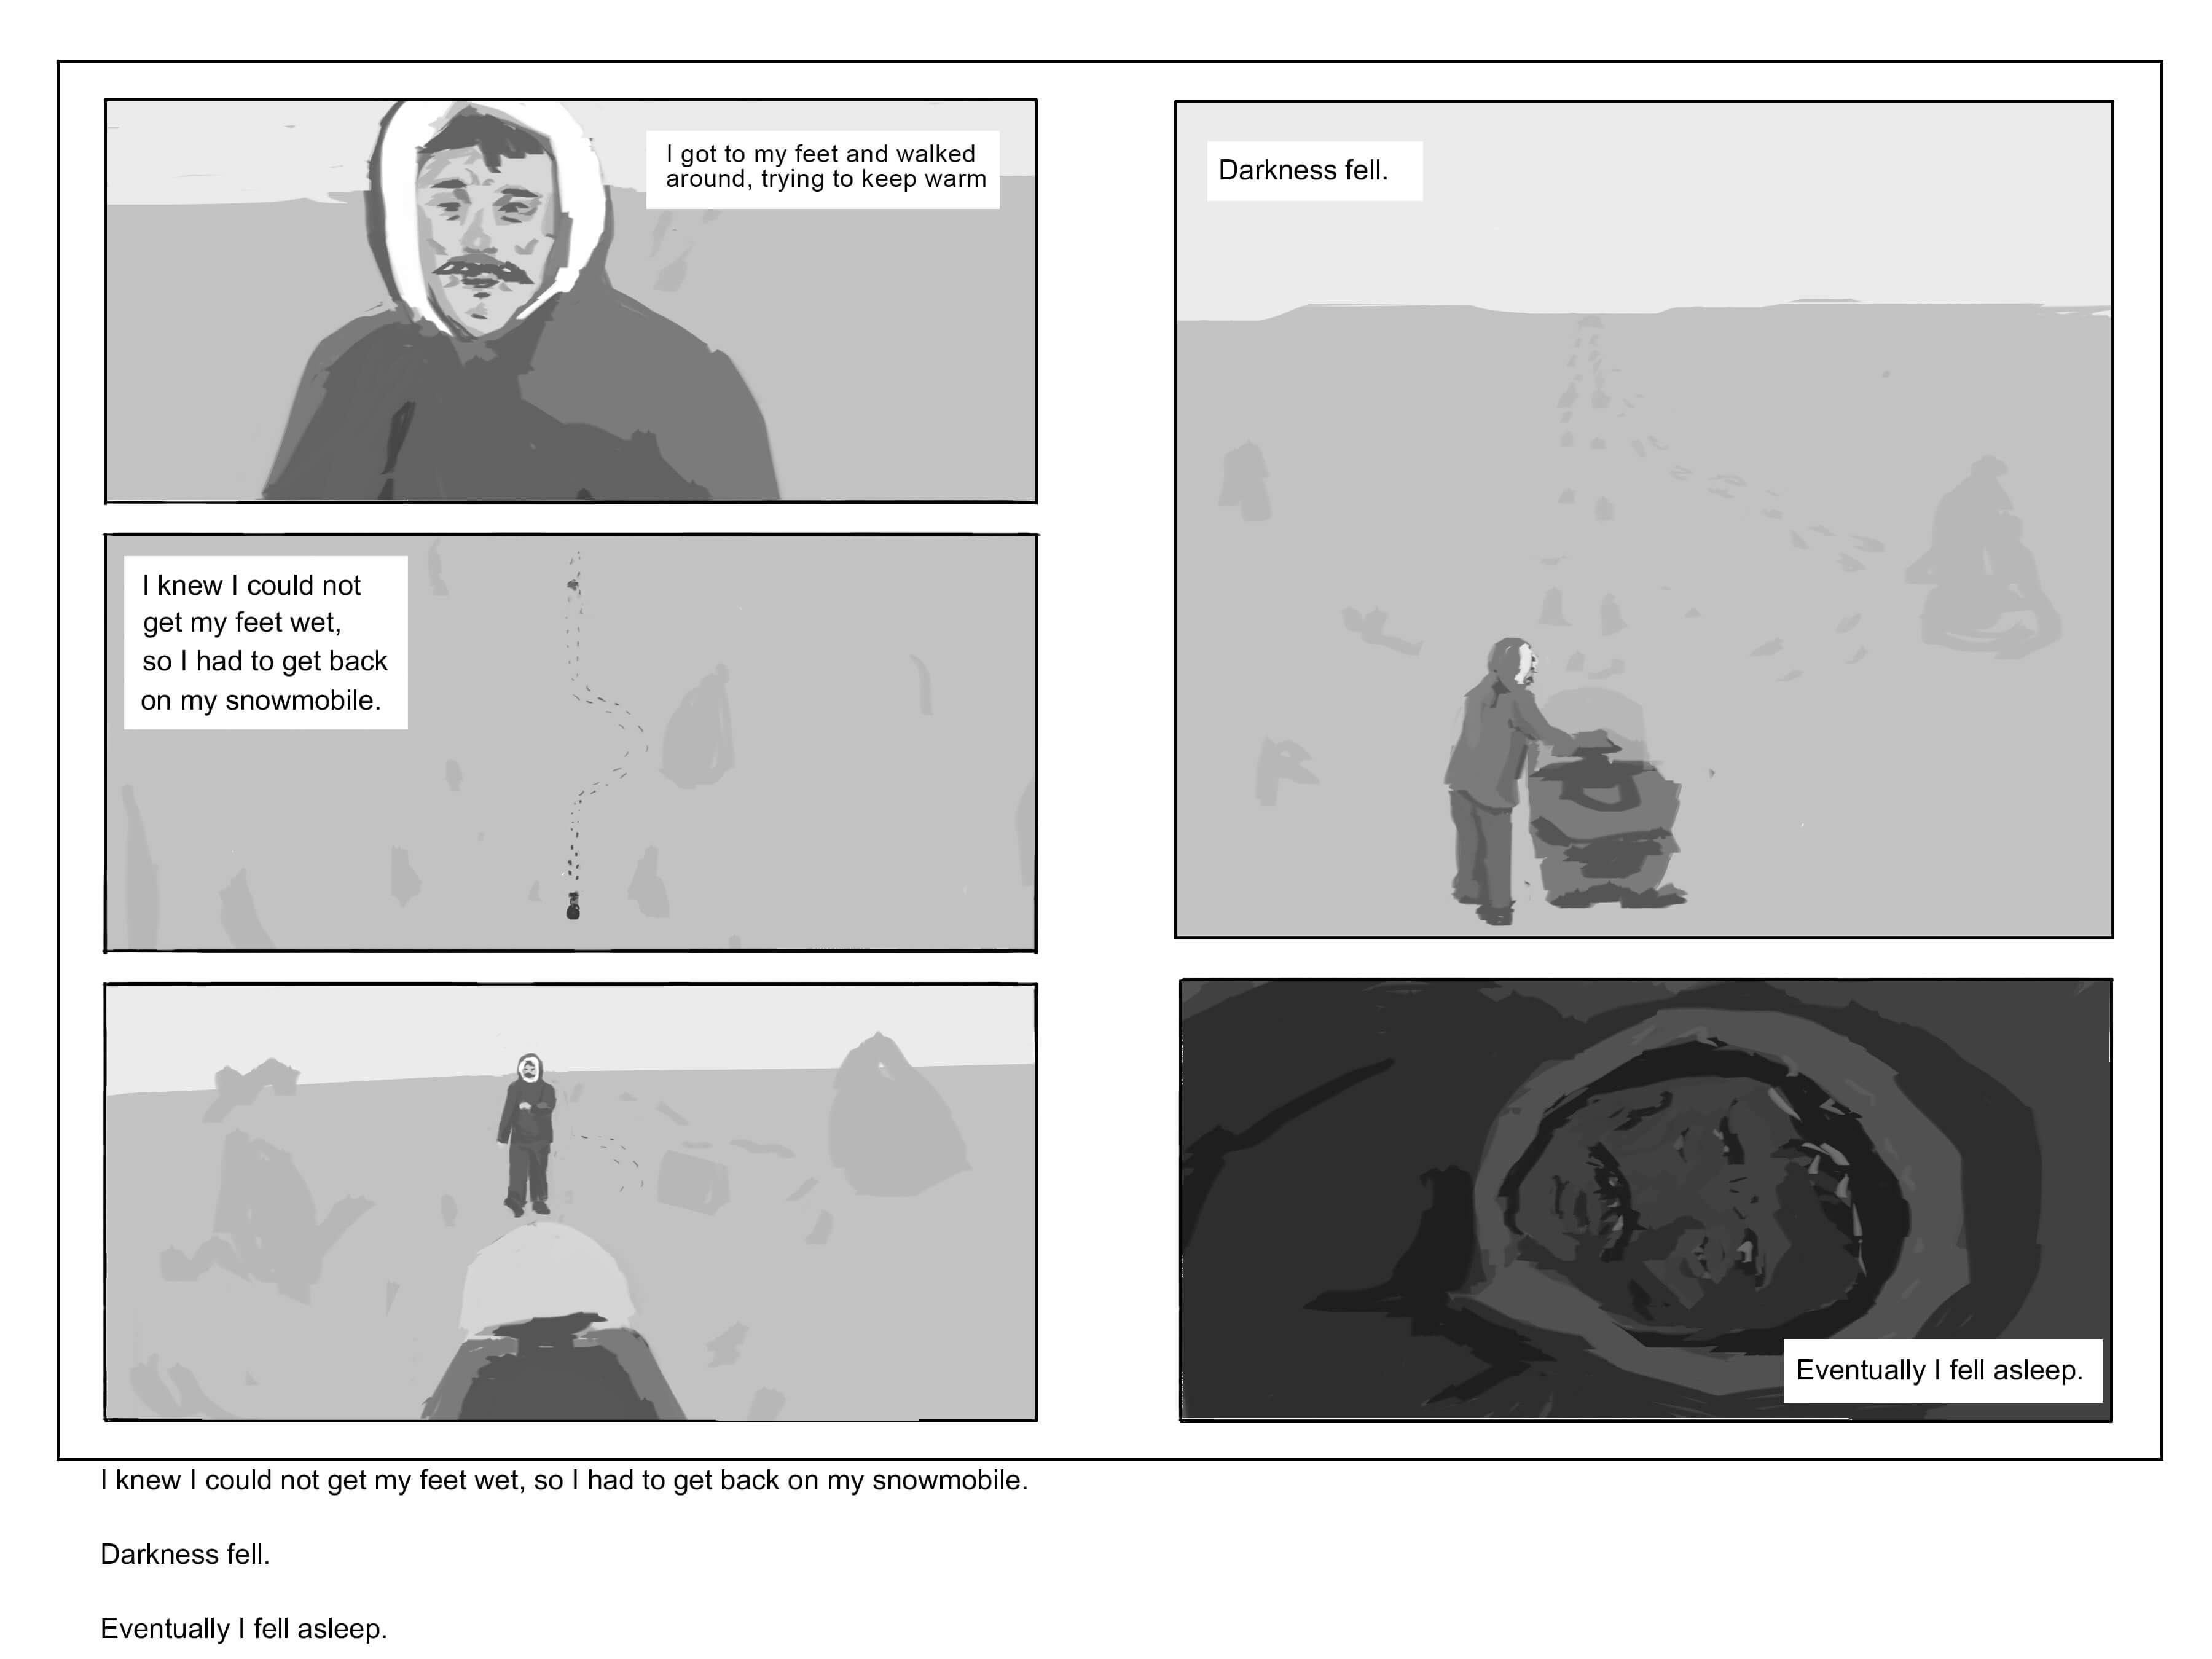 I got to my feet and walked
around, trying to keep warm
I knew I could not
get my feet wet,
so I had to get back
on my snowmobile.
Darkness fell.
Eventually I fell asleep.
I knew I could not get my feet wet, so I had to get back on my snowmobile.
Darkness fell.
Eventually I fell asleep.